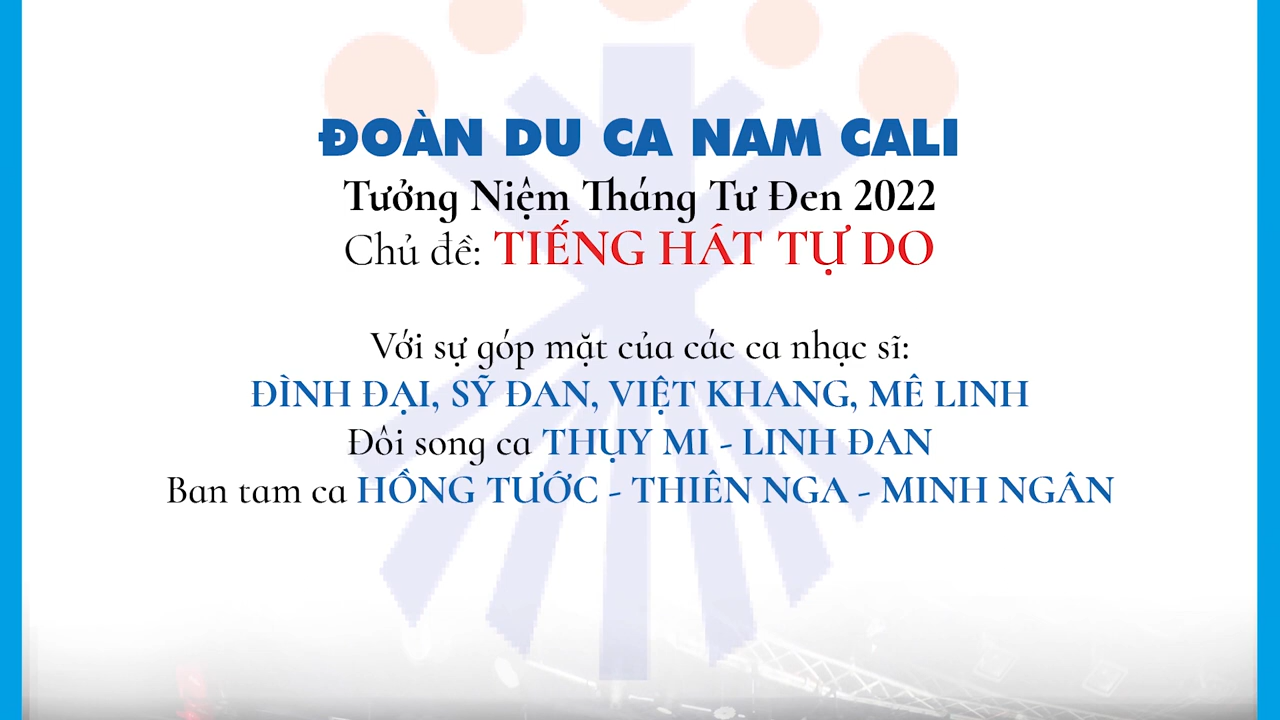 ĐOÀN DU CA NAM CALI
Tưởng Niệm Tháng Tư Đen 2022
Chủ đề: TIẾNG HÁT TỰ DO
Với sự góp mặt của các ca nhạc sĩ:
ĐÌNH ĐẠI, SỸ ĐAN, VIỆT KHANG, MÊ LINH
Đôi song ca THỤY MI - LINH ĐAN
Ban tam ca HỒNG TƯỚC - THIÊN NGA - MINH NGÂN